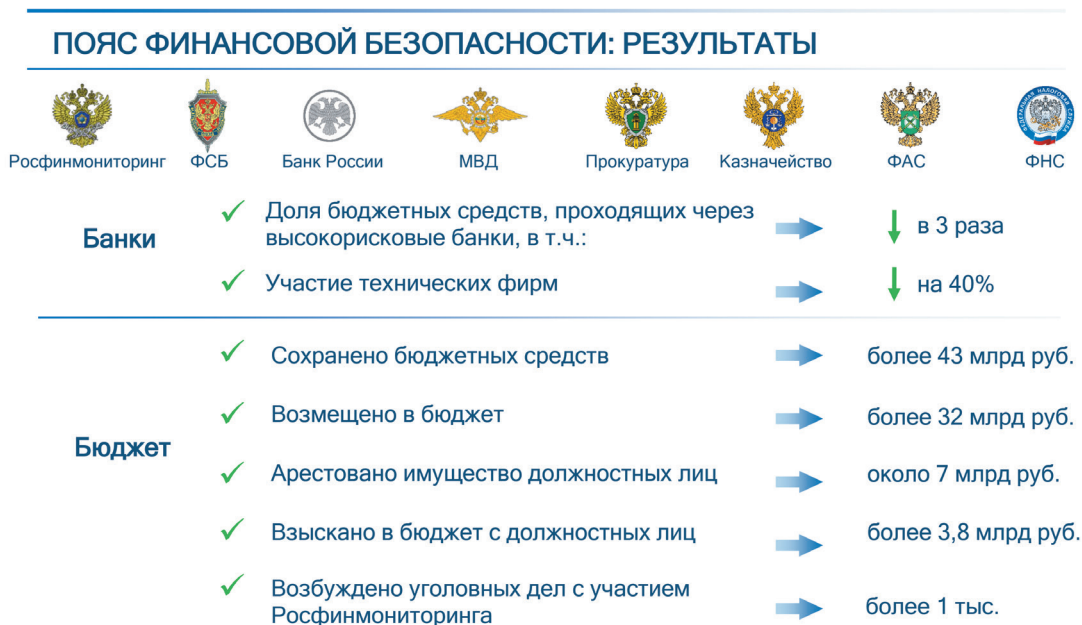 ПОЯС ФИНАНСОВОЙ БЕЗОПАСНОСТИ: РЕЗУЛЬТАТЫ
Росфинмониторинг ФСБ Банк России МВД Прокуратура Казначейство ФАС ФНС
Банки
Доля бюджетных средств, проходящих через
высокорисковые банки, в т.ч.:
в 3 раза
Участие технических фирм
на 40%
Бюджет
Сохранено бюджетных средств
более 43 млрд руб.
Возмещено в бюджет
более 32 млрд руб.
Арестовано имущество должностных лиц
около 7 млрд руб.
Взыскано в бюджет с должностных лиц
более 3,8 млрд руб.
Возбуждено уголовных дел с участием
Росфинмониторинга
более 1 тыс.